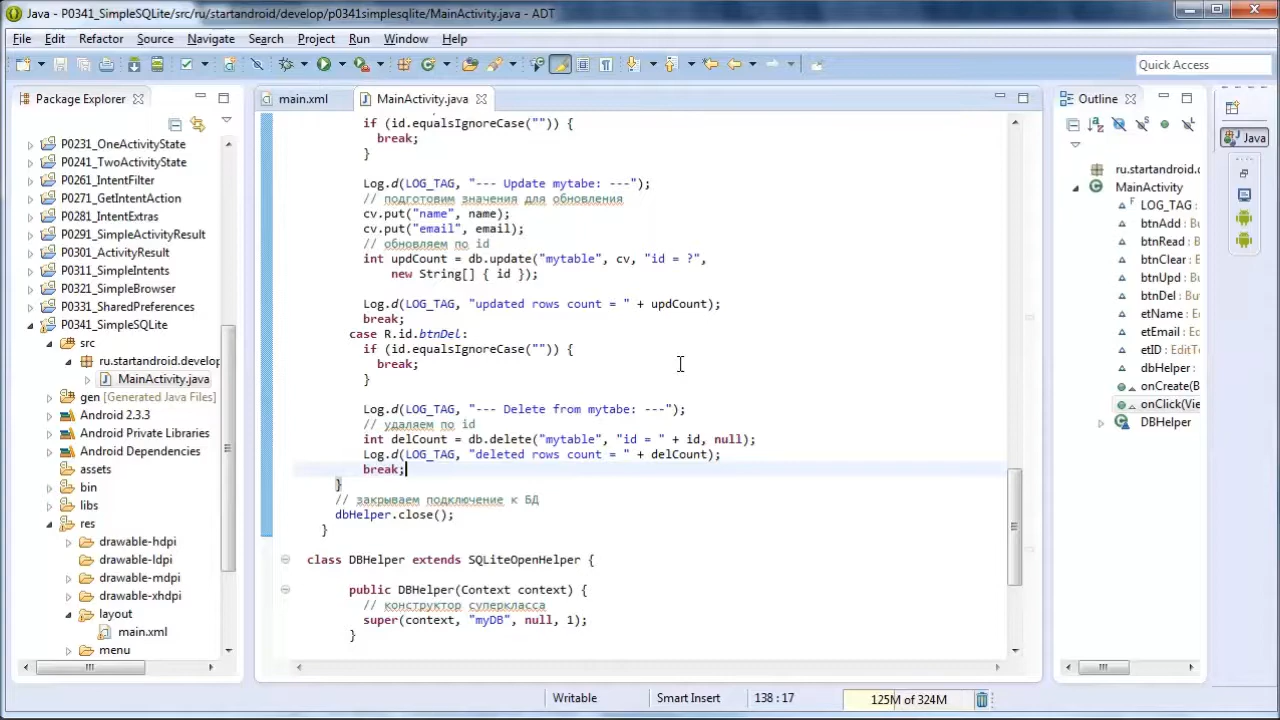 Java - P0341_SimpleSQLite/src/ru/startandroid/develop/p0341simplesqlite/MainActivity.java - ADT
File Edit Refactor Source Navigate Search Project Run Window Help
Quick Access
Package Explorer
P0231_OneActivityState
P0241_TwoActivityState
P0261_IntentFilter
P0271_GetIntentAction
P0281_IntentExtras
P0291_SimpleActivityResult
P0301_ActivityResult
P0311_SimpleIntents
P0321_SimpleBrowser
P0331_SharedPreferences
P0341_SimpleSQLite
src
ru.startandroid.develop
MainActivity.java
gen [Generated Java Files]
Android 2.3.3
Android Private Libraries
Android Dependencies
assets
bin
libs
res
drawable-hdpi
drawable-ldpi
drawable-mdpi
drawable-xhdpi
layout
main.xml
menu
main.xml MainActivity.java
if (id.equalsIgnoreCase("")) {
break;
}
Log.d(LOG_TAG, "--- Update mytabe: ---");
// подготовим значения для обновления
cv.put("name", name);
cv.put("email", email);
// обновляем по id
int updCount = db.update("mytable", cv, "id = ?",
new String[] { id });
Log.d(LOG_TAG, "updated rows count = " + updCount);
break;
case R.id.btnDel:
if (id.equalsIgnoreCase("")) {
break;
}
Log.d(LOG_TAG, "--- Delete from mytabe: ---");
// удаляем по id
int delCount = db.delete("mytable", "id = " + id, null);
Log.d(LOG_TAG, "deleted rows count = " + delCount);
break;
}
// закрываем подключение к БД
dbHelper.close();
}
class DBHelper extends SQLiteOpenHelper {
public DBHelper(Context context) {
// конструктор суперкласса
super(context, "myDB", null, 1);
}
Outline
ru.startandroid.d
MainActivity
LOG_TAG :
btnAdd : Bu
btnRead : B
btnClear : B
btnUpd : Bu
btnDel : But
etName : Ed
etEmail : Ed
etID : EditTe
dbHelper :
onCreate(B
onClick(Vie
DBHelper
Java
Writable Smart Insert 138 : 17 125M of 324M